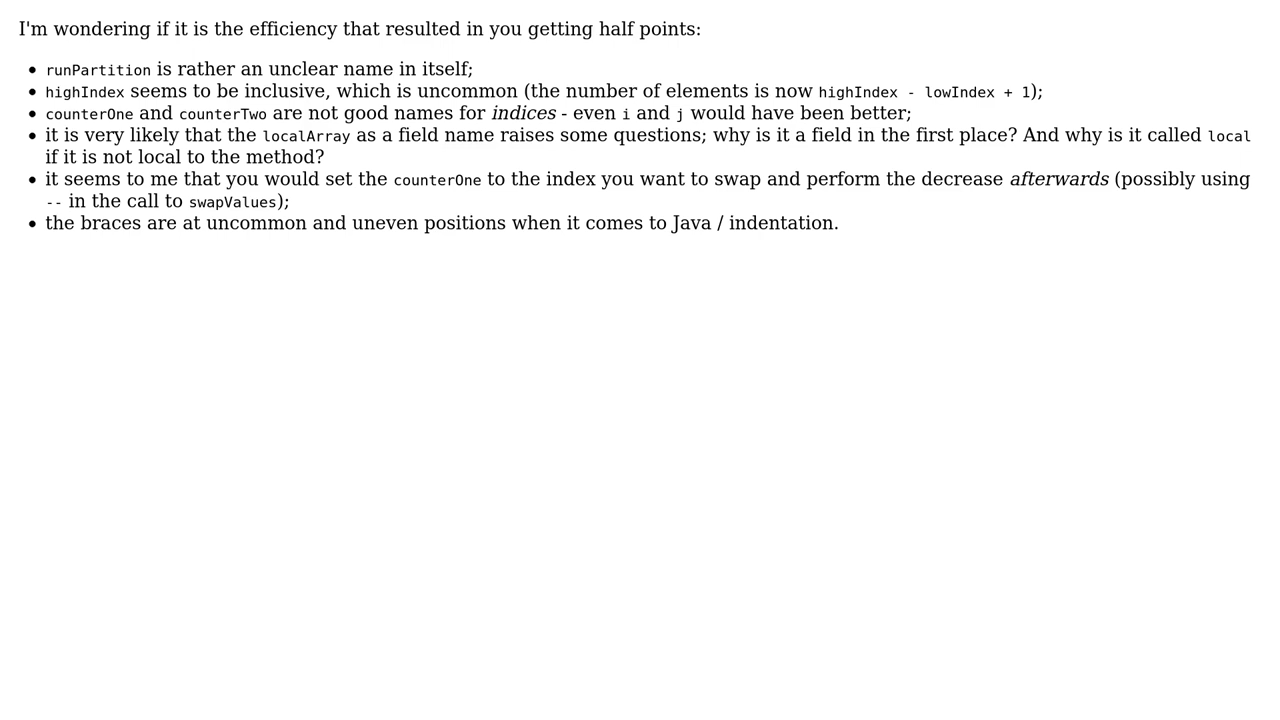 I'm wondering if it is the efficiency that resulted in you getting half points:
• runPartition is rather an unclear name in itself;
• highIndex seems to be inclusive, which is uncommon (the number of elements is now highIndex - lowIndex + 1);
• counterOne and counterTwo are not good names for indices - even i and j would have been better;
• it is very likely that the localArray as a field name raises some questions; why is it a field in the first place? And why is it called local
if it is not local to the method?
• it seems to me that you would set the counterOne to the index you want to swap and perform the decrease afterwards (possibly using
-- in the call to swapValues);
• the braces are at uncommon and uneven positions when it comes to Java / indentation.